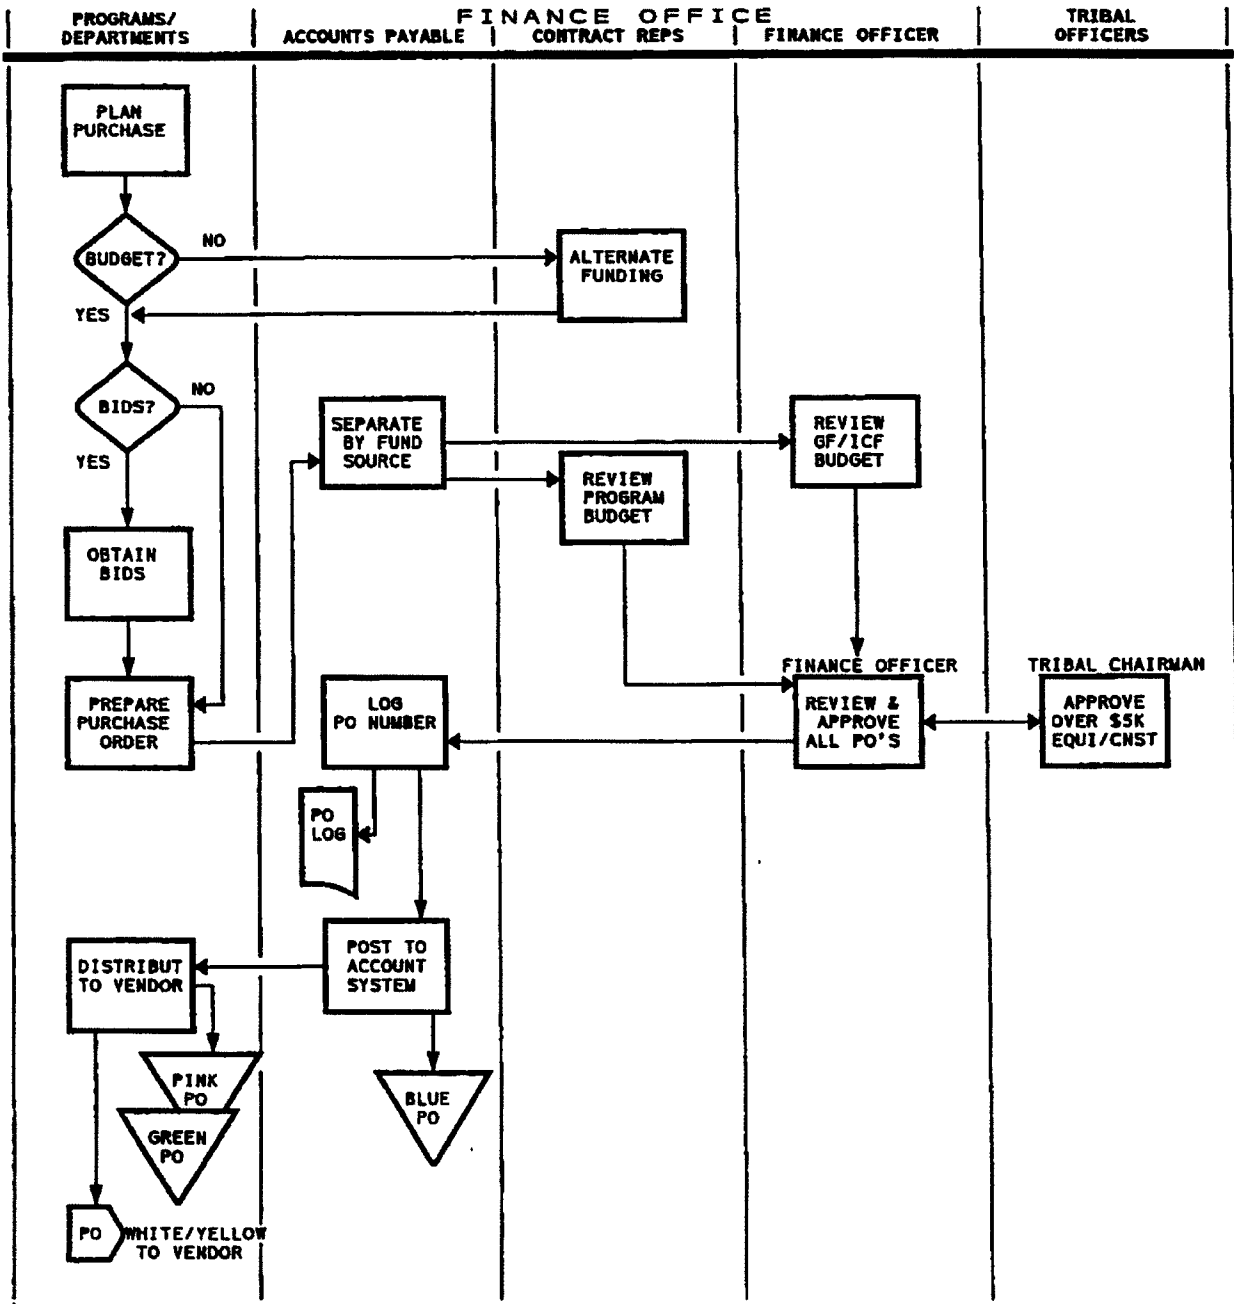 FINANCE OFFICE
PROGRAMS/
DEPARTMENTS
ACCOUNTS PAYABLE
CONTRACT REPS
FINANCE OFFICER
TRIBAL
OFFICERS
PLAN
PURCHASE
BUDGET?
NO
YES
ALTERNATE
FUNDING
BIDS?
NO
YES
SEPARATE
BY FUND
SOURCE
REVIEW
GF/ICF
BUDGET
REVIEW
PROGRAM
BUDGET
OBTAIN
BIDS
FINANCE OFFICER
TRIBAL CHAIRMAN
PREPARE
PURCHASE
ORDER
LOG
PO NUMBER
REVIEW &
APPROVE
ALL PO'S
APPROVE
OVER $5K
EQUI/CNST
PO
LOG
DISTRIBUT
TO VENDOR
POST TO
ACCOUNT
SYSTEM
PINK
PO
GREEN
PO
BLUE
PO
PO
WHITE/YELLOW
TO VENDOR